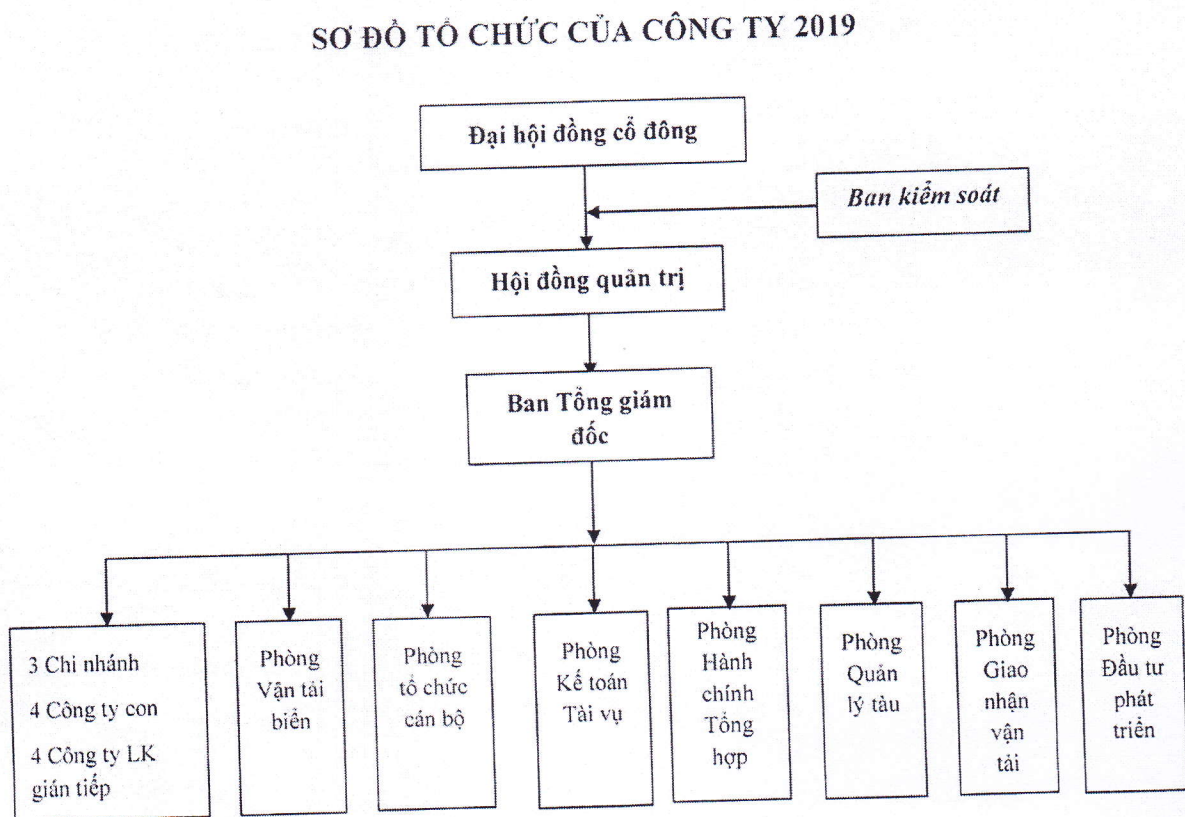 SƠ ĐỒ TỔ CHỨC CỦA CÔNG TY 2019
Đại hội đồng cổ đông
Ban kiểm soát
Hội đồng quản trị
Ban Tổng giám
đốc
3 Chi nhánh
4 Công ty con
4 Công ty LK
gián tiếp
Phòng
Vận tải
biển
Phòng
tổ chức
cán bộ
Phòng
Kế toán
Tài vụ
Phòng
Hành
chính
Tổng
hợp
Phòng
Quản
lý tàu
Phòng
Giao
nhận
vận
tải
Phòng
Đầu tư
phát
triển